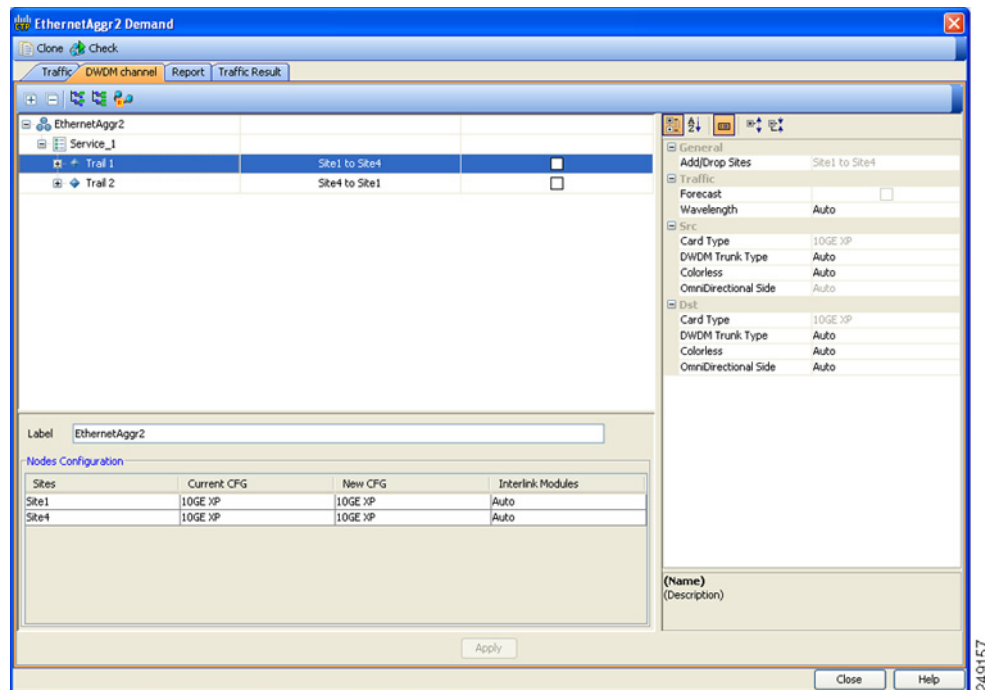 CTP EthernetAggr2 Demand
Clone Check
Traffic DWDM channel Report Traffic Result
EthernetAggr2
Service_1
Trail 1 Site1 to Site4
Trail 2 Site4 to Site1
General
Add/Drop Sites Site1 to Site4
Traffic
Forecast
Wavelength Auto
Src
Card Type 10GE XP
DWDM Trunk Type Auto
Colorless Auto
OmniDirectional Side Auto
Dst
Card Type 10GE XP
DWDM Trunk Type Auto
Colorless Auto
OmniDirectional Side Auto
Label EthernetAggr2
Nodes Configuration
Sites Current CFG New CFG Interlink Modules
Site1 10GE XP 10GE XP Auto
Site4 10GE XP 10GE XP Auto
(Name)
(Description)
Apply
Close Help
249157